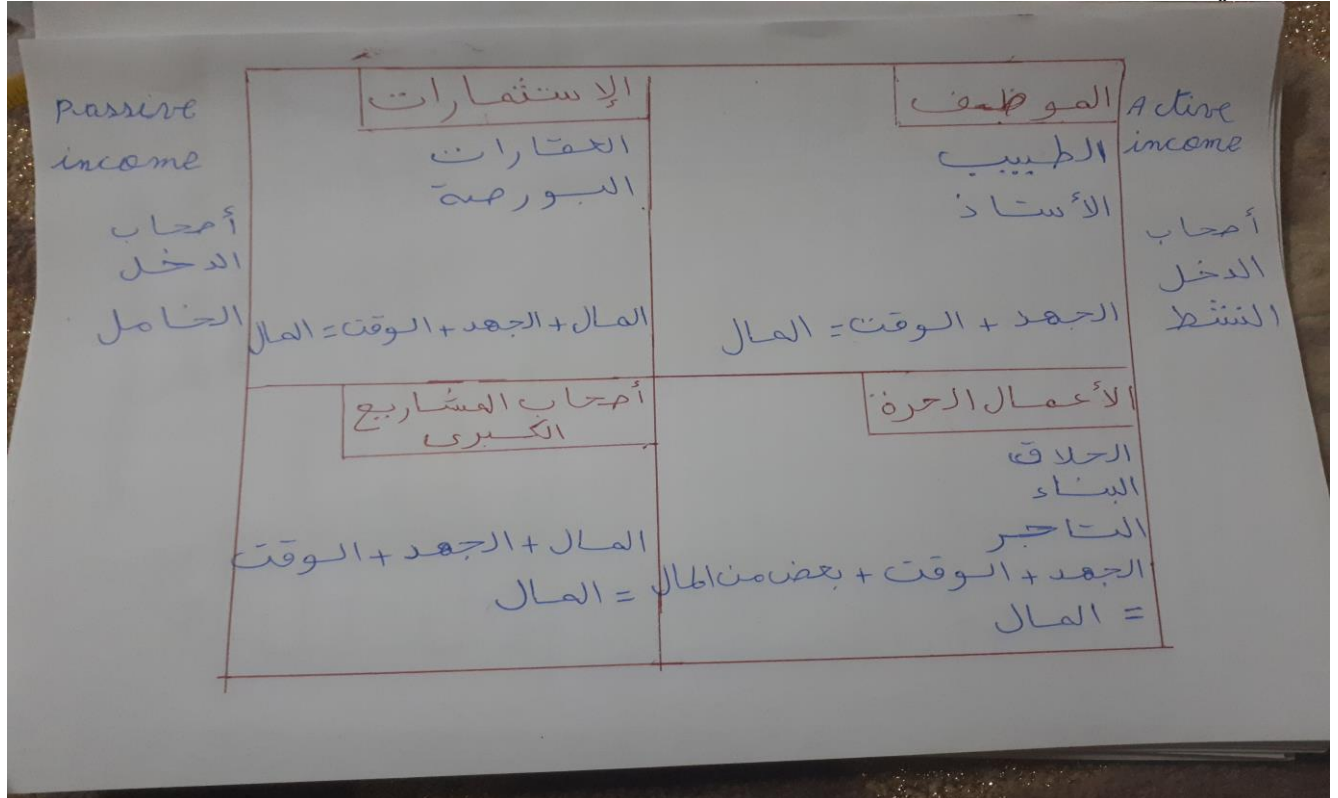 Active
income
أصحاب
الدخل
النشط
الموظف
الطبيب
الأستاذ
الجهد + الوقت = المال
الإستثمارات
العقارات
البورصة
المال + الجهد + الوقت = المال
passive
income
أصحاب
الدخل
الخامل
الأعمال الحرة
الحلاق
البناء
التاجر
الجهد + الوقت + بعض من المال
= المال
أصحاب المشاريع
الكبرى
المال + الجهد + الوقت
= المال